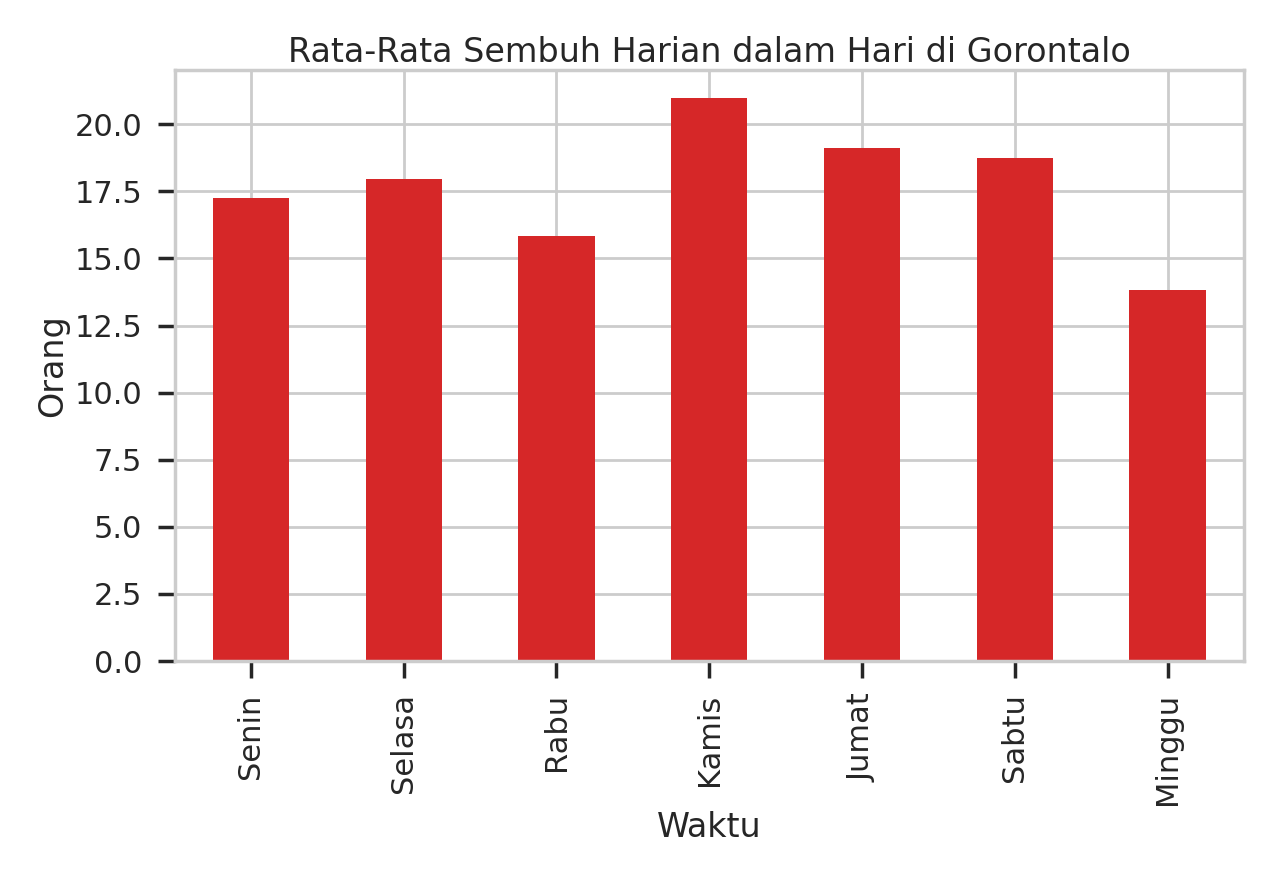 Rata-Rata Sembuh Harian dalam Hari di Gorontalo
Orang
20.0
17.5
15.0
12.5
10.0
7.5
5.0
2.5
0.0
Senin
Selasa
Rabu
Kamis
Jumat
Sabtu
Minggu
Waktu